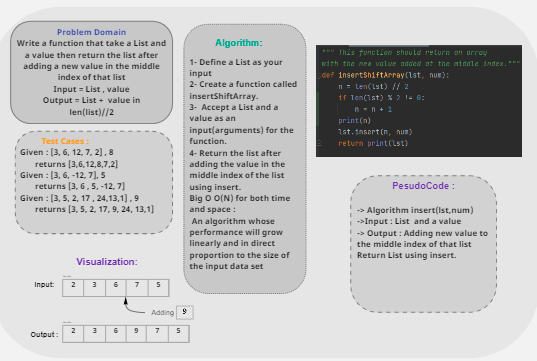 Problem Domain
Write a function that take a List and
a value then return the list after
adding a new value in the middle
index of that list
Input = List , value
Output = List + value in
len(list)//2
Test Cases :
Given : [3, 6, 12, 7, 2] , 8
returns [3,6,12,8,7,2]
Given : [3, 6, -12, 7], 5
returns [3, 6 , 5, -12, 7]
Given : [3, 5, 2, 17 , 24,13,1] , 9
returns [3, 5, 2, 17, 9, 24, 13,1]
Visualization:
Input:
2 3 6 7 5
Adding 9
Output :
2 3 6 9 7 5
Algorithm:
1- Define a List as your
input
2- Create a function called
insertShiftArray.
3- Accept a List and a
value as an
input(arguments) for the
function.
4- Return the list after
adding the value in the
middle index of the list
using insert.
Big O O(N) for both time
and space :
An algorithm whose
performance will grow
linearly and in direct
proportion to the size of
the input data set
""" This function should return an array
with the new value added at the middle index."""
def insertShiftArray(lst, num):
n = len(lst) // 2
if len(lst) % 2 != 0:
n = n + 1
print(n)
lst.insert(n, num)
return print(lst)
PesudoCode :
-> Algorithm insert(lst,num)
->Input : List and a value
-> Output : Adding new value to
the middle index of that list
Return List using insert.